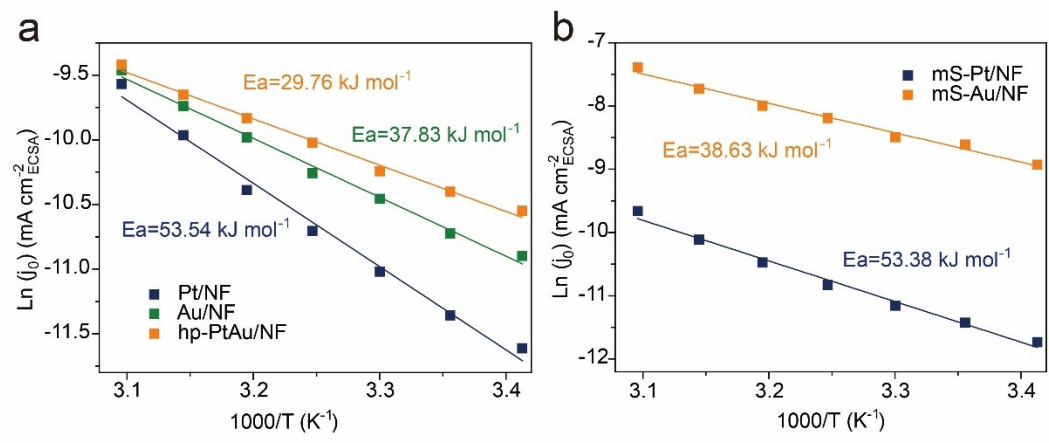 a
Ln (j₀) (mA cm⁻²ECSA)
-9.5
-10.0
-10.5
-11.0
-11.5
Ea=29.76 kJ mol⁻¹
Ea=37.83 kJ mol⁻¹
Ea=53.54 kJ mol⁻¹
Pt/NF
Au/NF
hp-PtAu/NF
3.1 3.2 3.3 3.4
1000/T (K⁻¹)
b
Ln (j₀) (mA cm⁻²ECSA)
-7
-8
-9
-10
-11
-12
mS-Pt/NF
mS-Au/NF
Ea=38.63 kJ mol⁻¹
Ea=53.38 kJ mol⁻¹
3.1 3.2 3.3 3.4
1000/T (K⁻¹)